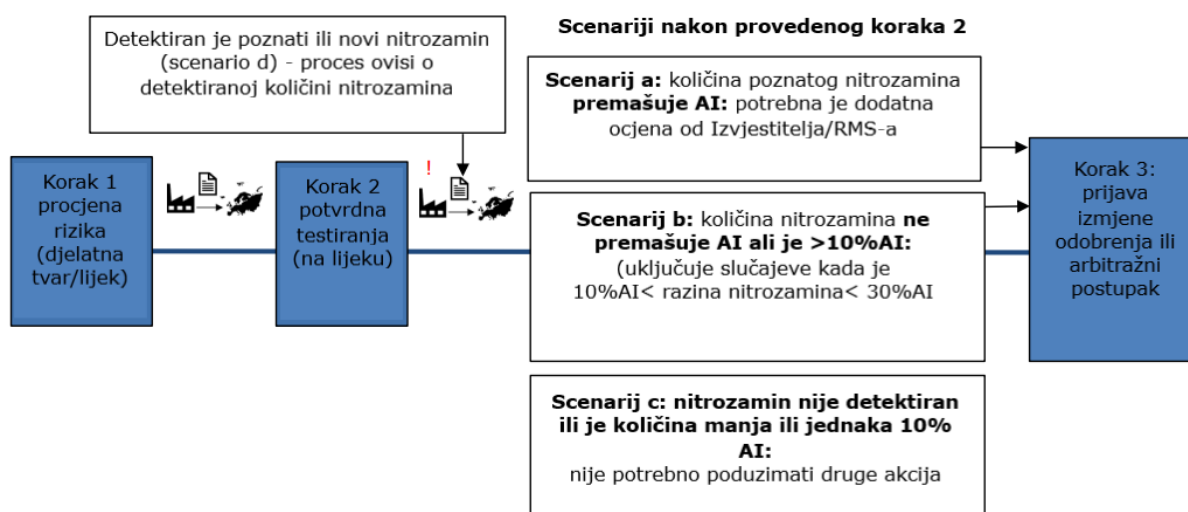 Scenariji nakon provedenog koraka 2
Detektiran je poznati ili novi nitrozamin
(scenario d) - proces ovisi o
detektiranoj količini nitrozamina
Korak 1
procjena
rizika
(djelatna
tvar/lijek)
Korak 2
potvrdna
testiranja
(na lijeku)
!
Scenarij a: količina poznatog nitrozamina
premašuje AI: potrebna je dodatna
ocjena od Izvjestitelja/RMS-a
Scenarij b: količina nitrozamina ne
premašuje AI ali je >10%AI:
(uključuje slučajeve kada je
10%AI< razina nitrozamina< 30%AI
Scenarij c: nitrozamin nije detektiran
ili je količina manja ili jednaka 10%
AI:
nije potrebno poduzimati druge akcija
Korak 3:
prijava
izmjene
odobrenja ili
arbitražni
postupak